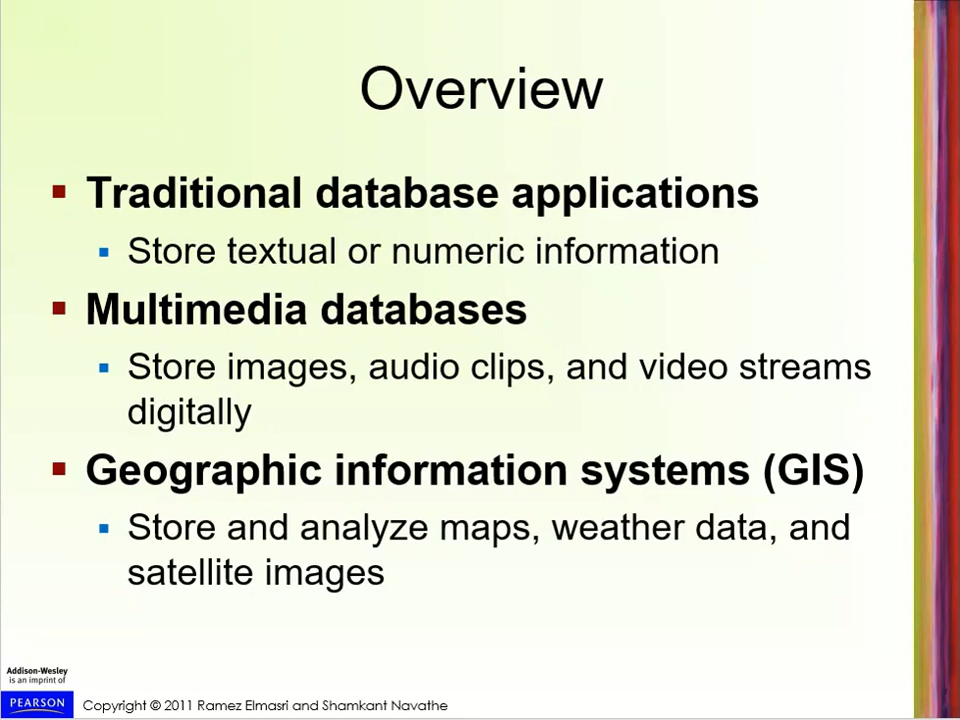 Overview
Traditional database applications
Store textual or numeric information
Multimedia databases
Store images, audio clips, and video streams
digitally
Geographic information systems (GIS)
Store and analyze maps, weather data, and
satellite images
Addison-Wesley
is an imprint of
PEARSON
Copyright © 2011 Ramez Elmasri and Shamkant Navathe